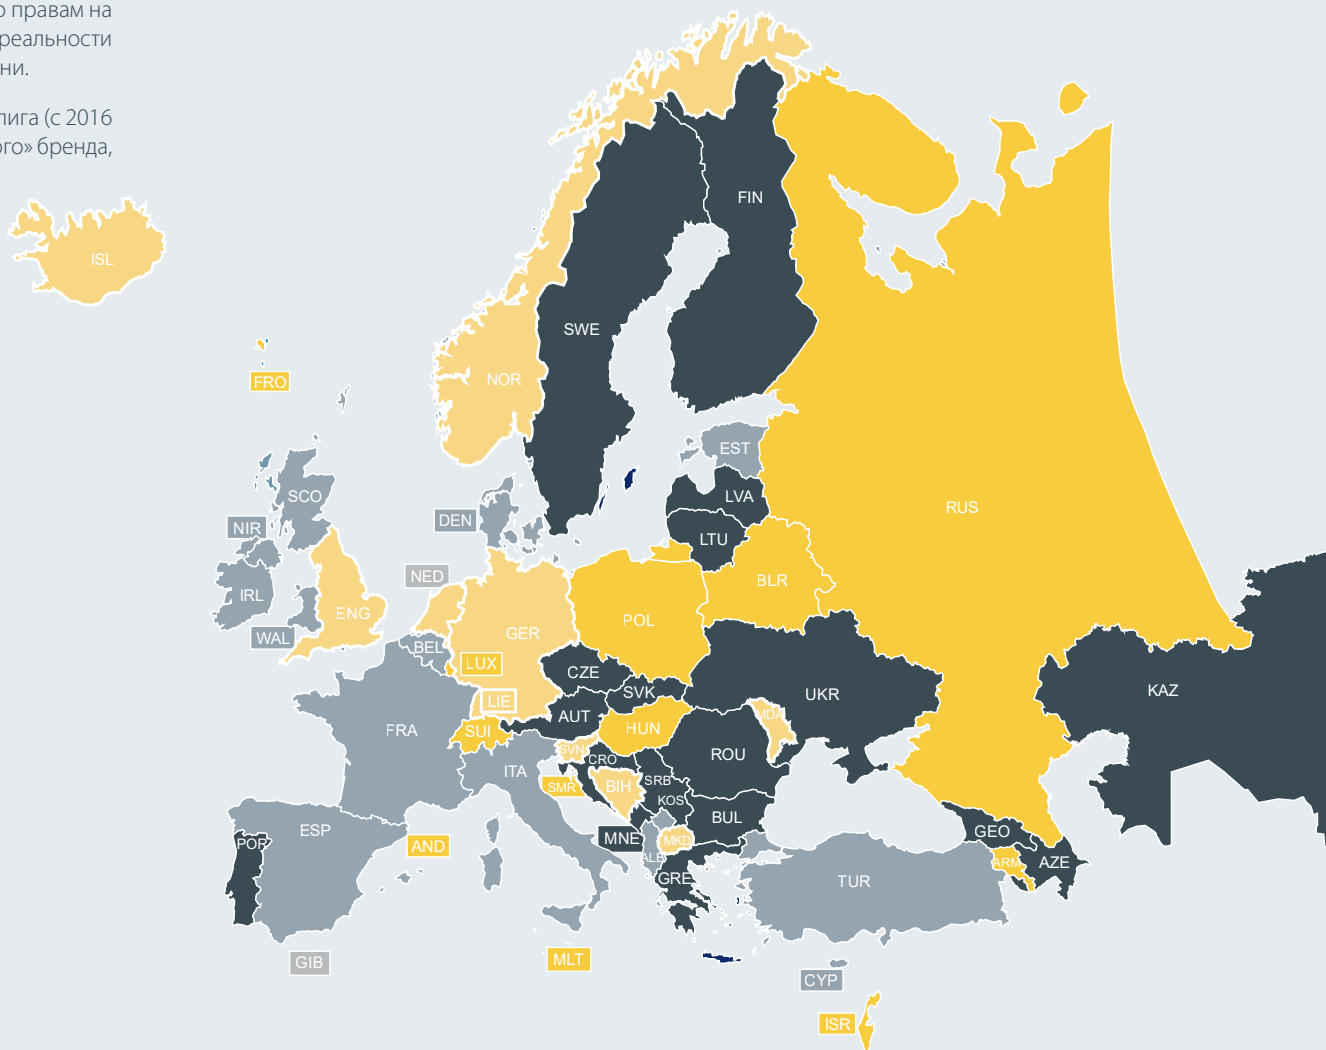 о правам на
реальности
ни.
лига (с 2016
ого» бренда,
FIN
ISL
SWE
NOR
FRO
EST
SCO
LVA
RUS
DEN
NIR
LTU
NED
BLR
IRL
ENG
POL
GER
WAL
BEL
LUX
CZE
SVK
UKR
KAZ
LIE
AUT
MDA
FRA
SUI
HUN
SVN
CRO
ROU
ITA
SRB
SMR
BIH
KOS
BUL
ESP
GEO
POR
AND
MNE
MKD
ALB
ARM
AZE
GRE
TUR
GIB
MLT
CYP
ISR